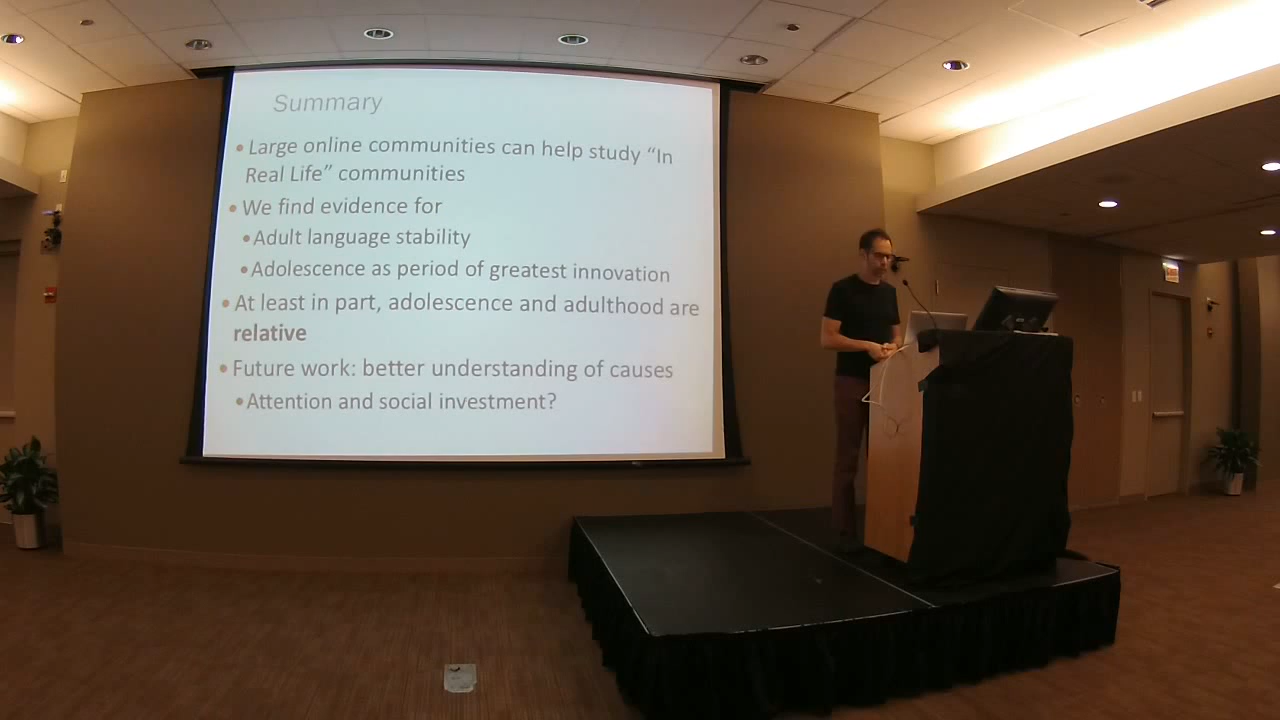 Summary
• Large online communities can help study “In
Real Life” communities
• We find evidence for
• Adult language stability
• Adolescence as period of greatest innovation
• At least in part, adolescence and adulthood are
relative
• Future work: better understanding of causes
• Attention and social investment?